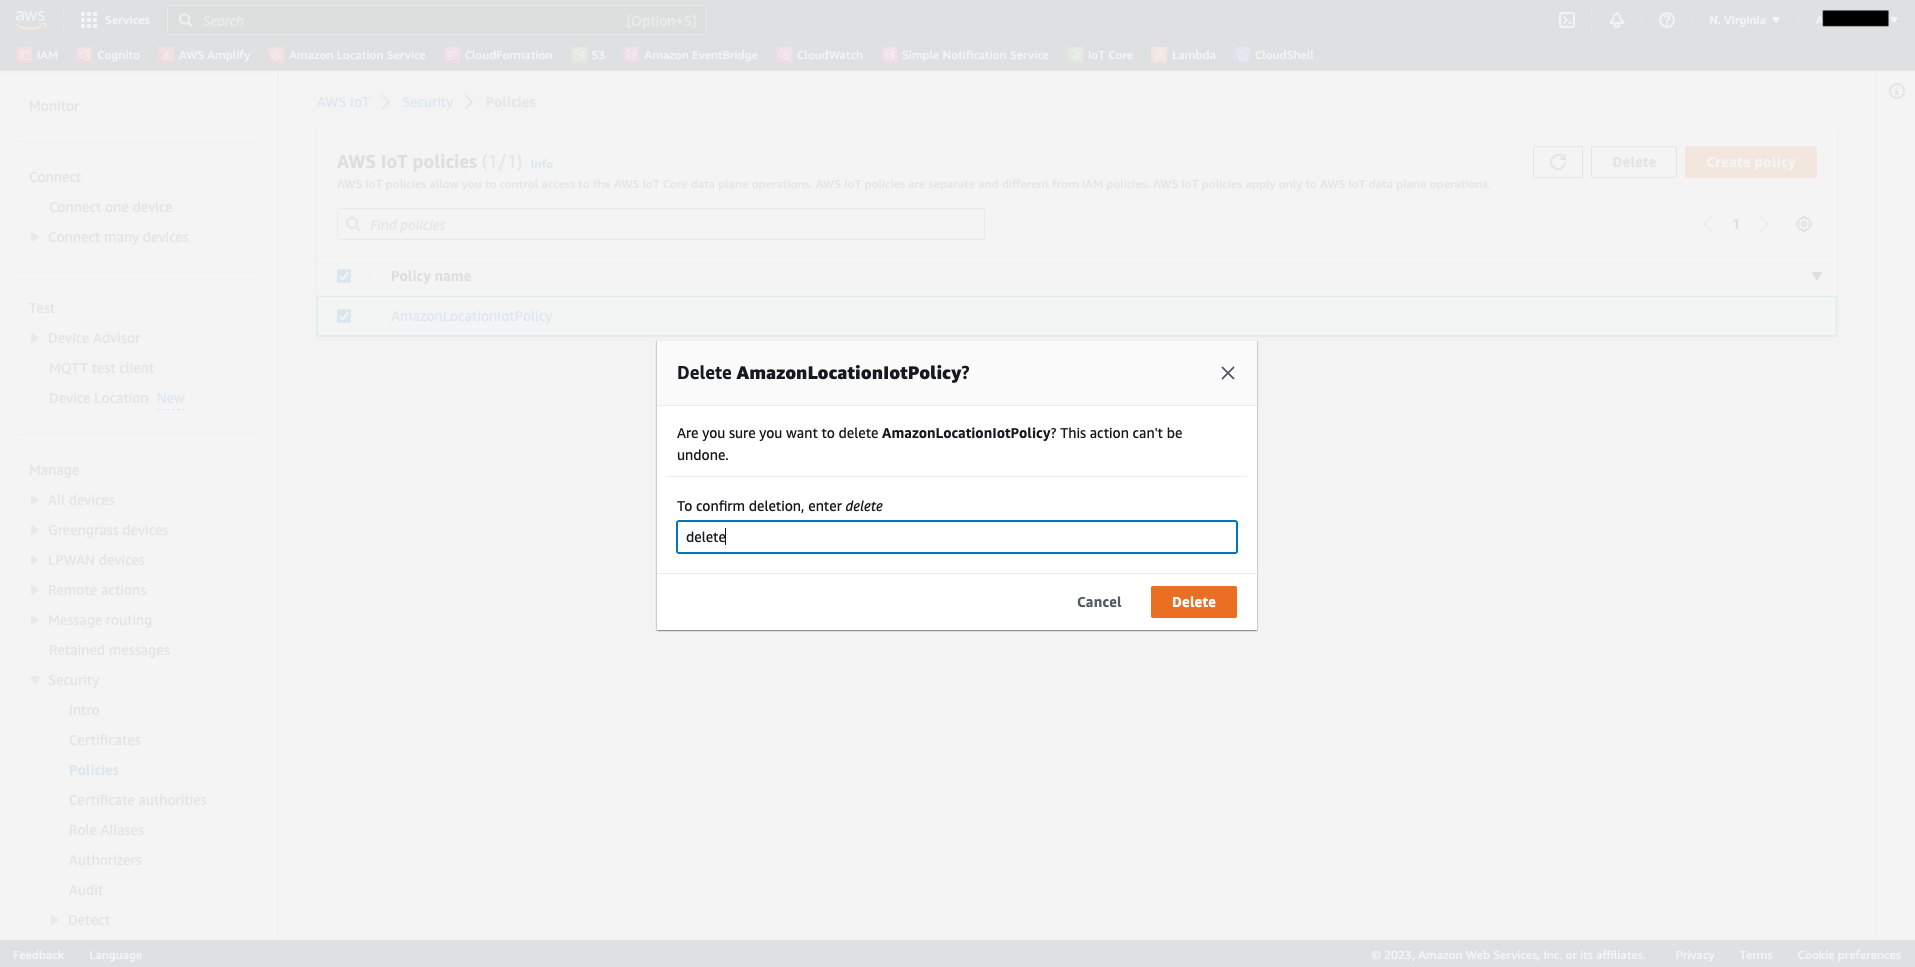 aws
Services
Search [Option+S]
N. Virginia
IAM Cognito AWS Amplify Amazon Location Service CloudFormation S3 Amazon EventBridge CloudWatch Simple Notification Service IoT Core Lambda CloudShell
Monitor
Connect
Connect one device
Connect many devices
Test
Device Advisor
MQTT test client
Device Location New
Manage
All devices
Greengrass devices
LPWAN devices
Remote actions
Message routing
Retained messages
Security
Intro
Certificates
Policies
Certificate authorities
Role Aliases
Authorizers
Audit
Detect
AWS IoT Security Policies
AWS IoT policies (1/1) Info
AWS IoT policies allow you to control access to the AWS IoT Core data plane operations. AWS IoT policies are separate and different from IAM policies. AWS IoT policies apply only to AWS IoT data plane operations.
Delete
Create policy
Find policies
1
Policy name
AmazonLocationIotPolicy
Delete AmazonLocationIotPolicy?
Are you sure you want to delete AmazonLocationIotPolicy? This action can't be
undone.
To confirm deletion, enter delete
delete
Cancel Delete
Feedback Language
© 2023, Amazon Web Services, Inc. or its affiliates. Privacy Terms Cookie preferences